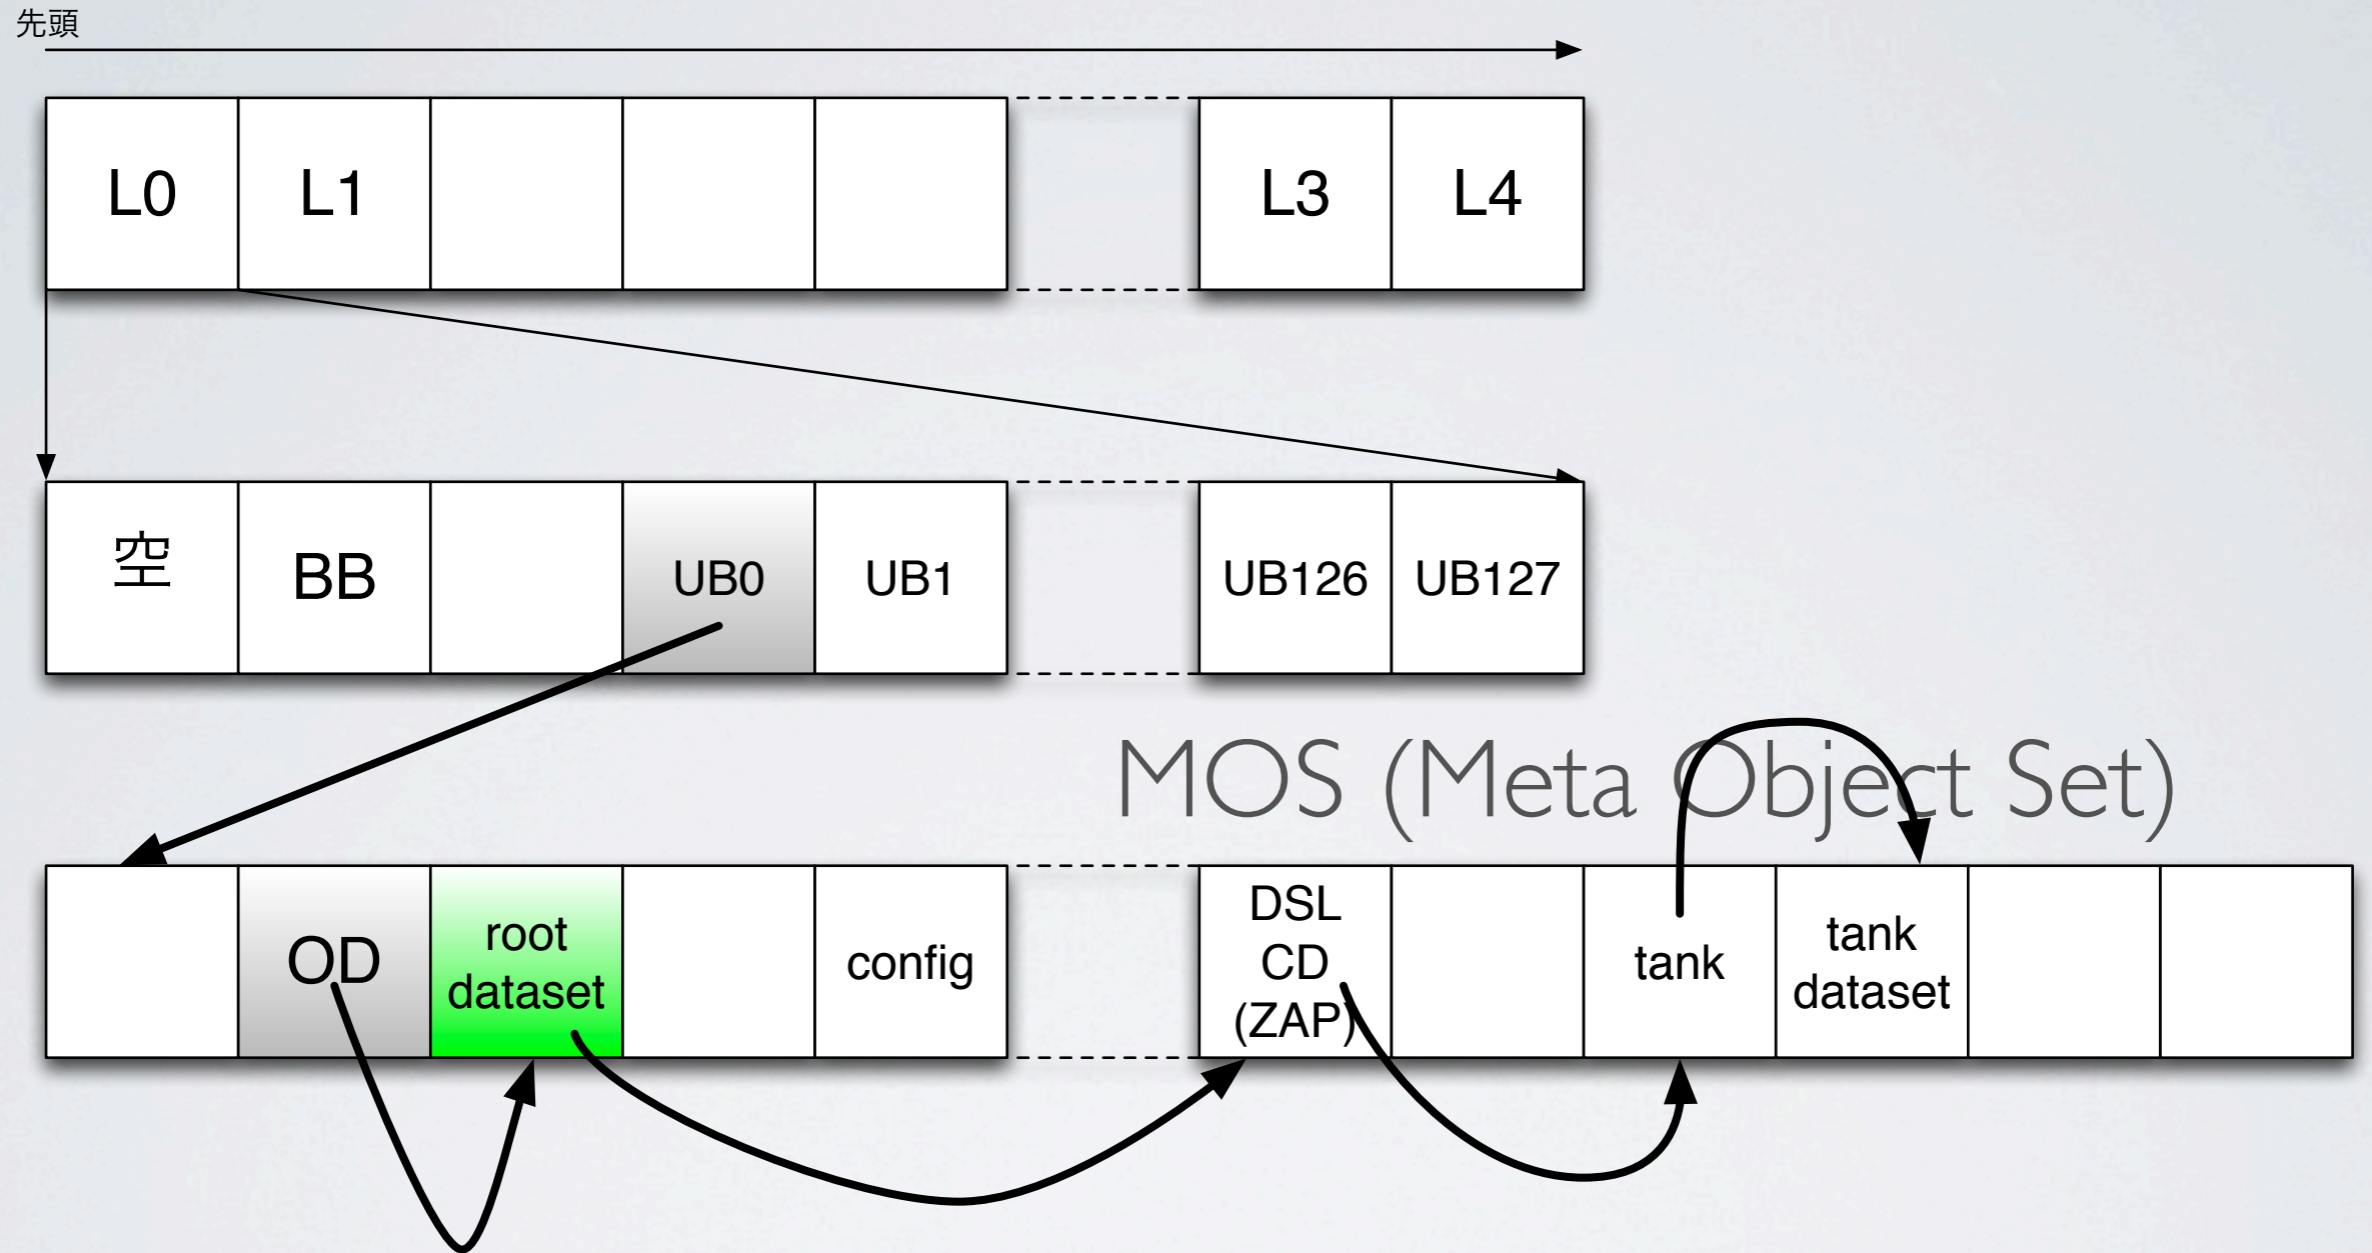 先頭
L0
L1
L3
L4
空
BB
UB0
UB1
UB126
UB127
MOS (Meta Object Set)
OD
root
dataset
config
DSL
CD
(ZAP)
tank
tank
dataset